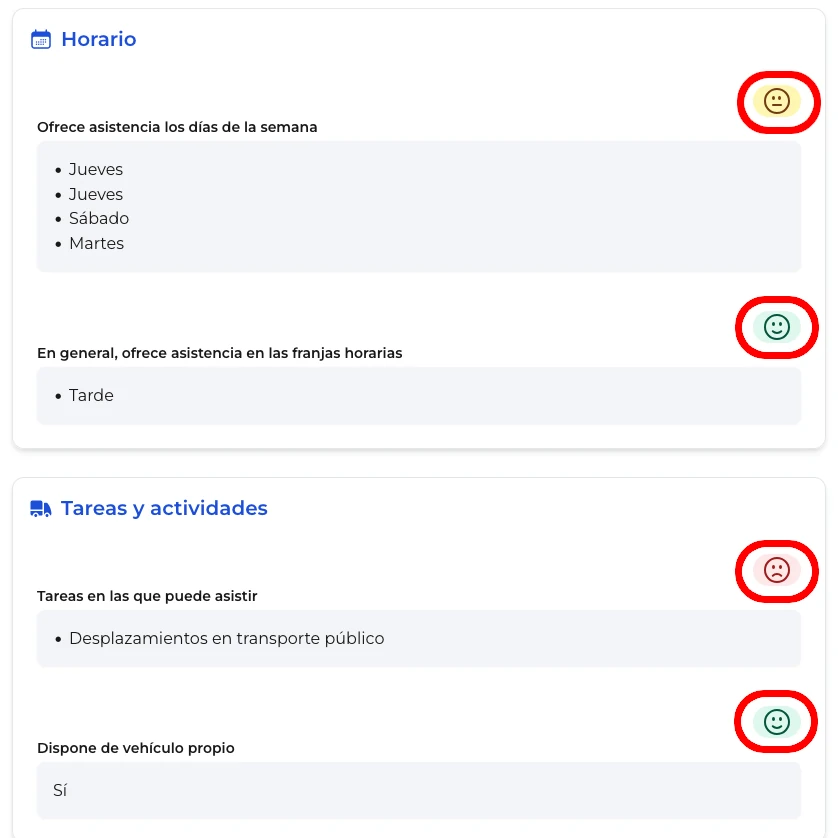 Horario
Ofrece asistencia los días de la semana
• Jueves
• Jueves
• Sábado
• Martes
En general, ofrece asistencia en las franjas horarias
• Tarde
Tareas y actividades
Tareas en las que puede asistir
• Desplazamientos en transporte público
Dispone de vehículo propio
Sí